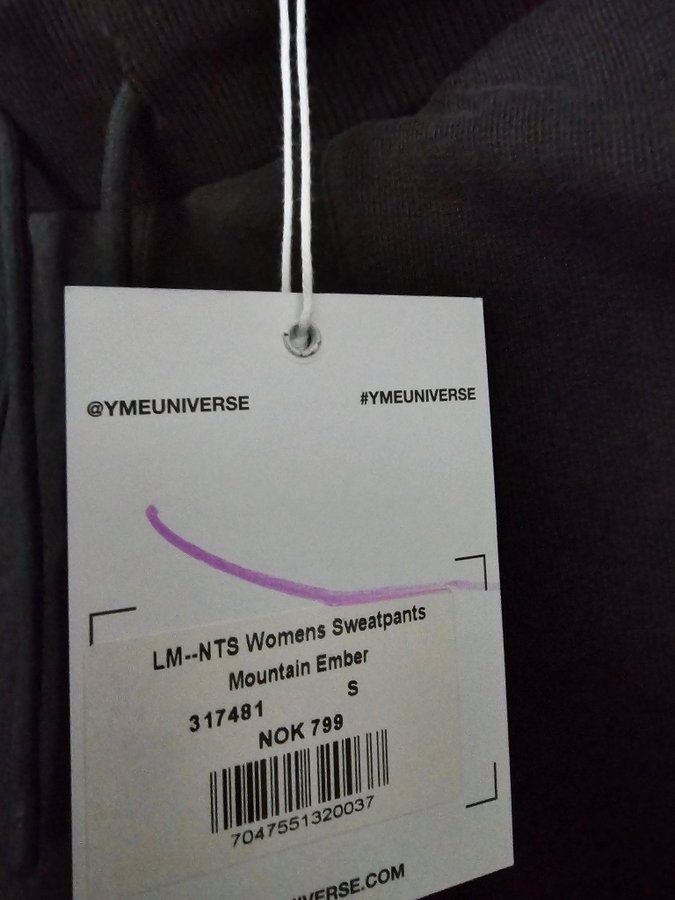 @YMEUNIVERSE
#YMEUNIVERSE
LM--NTS Womens Sweatpants
Mountain Ember
317481 S
NOK 799
7047551320037